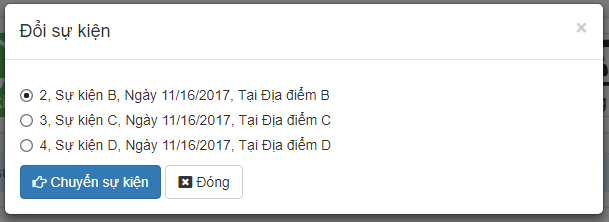 Đổi sự kiện
×
2, Sự kiện B, Ngày 11/16/2017, Tại Địa điểm B
3, Sự kiện C, Ngày 11/16/2017, Tại Địa điểm C
4, Sự kiện D, Ngày 11/16/2017, Tại Địa điểm D
Chuyển sự kiện Đóng